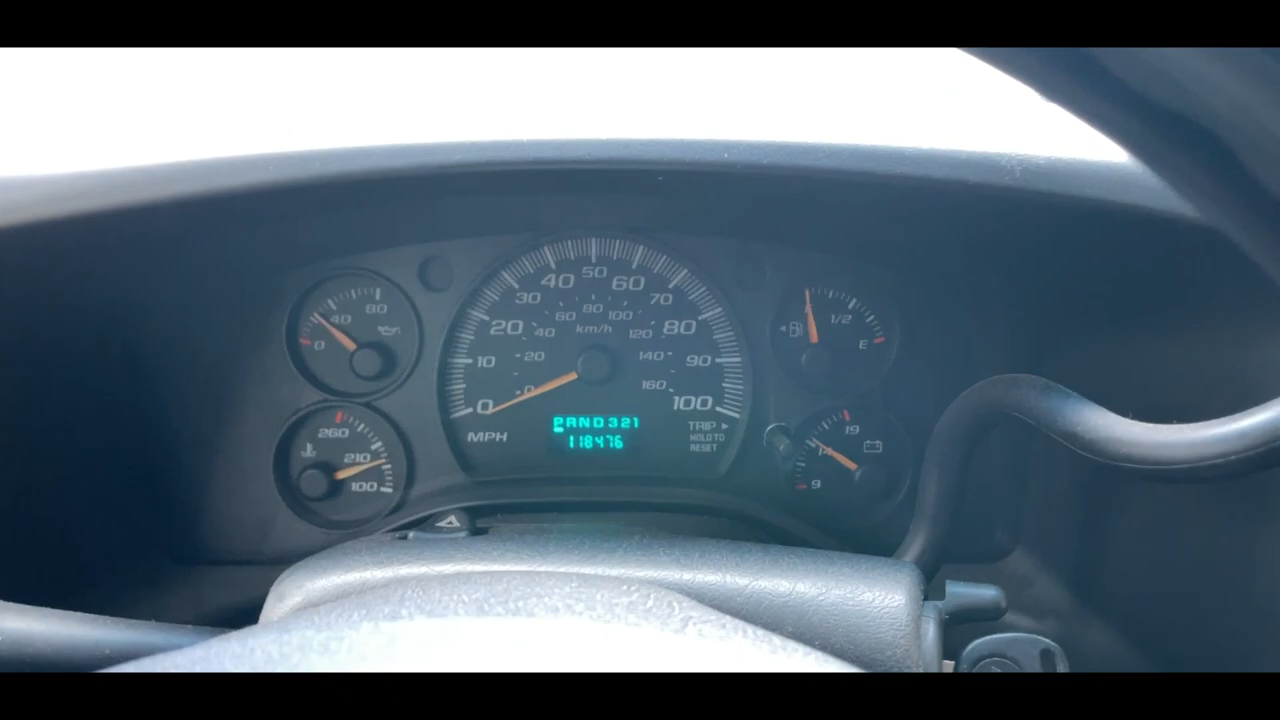 80
40
0
260
210
100
0 10 20 30 40 50 60 70 80 90 100
0 20 40 60 80 100 120 140 160
km/h
MPH
PRND321
118476
TRIP
HOLD TO
RESET
1/2
E
19
14
9